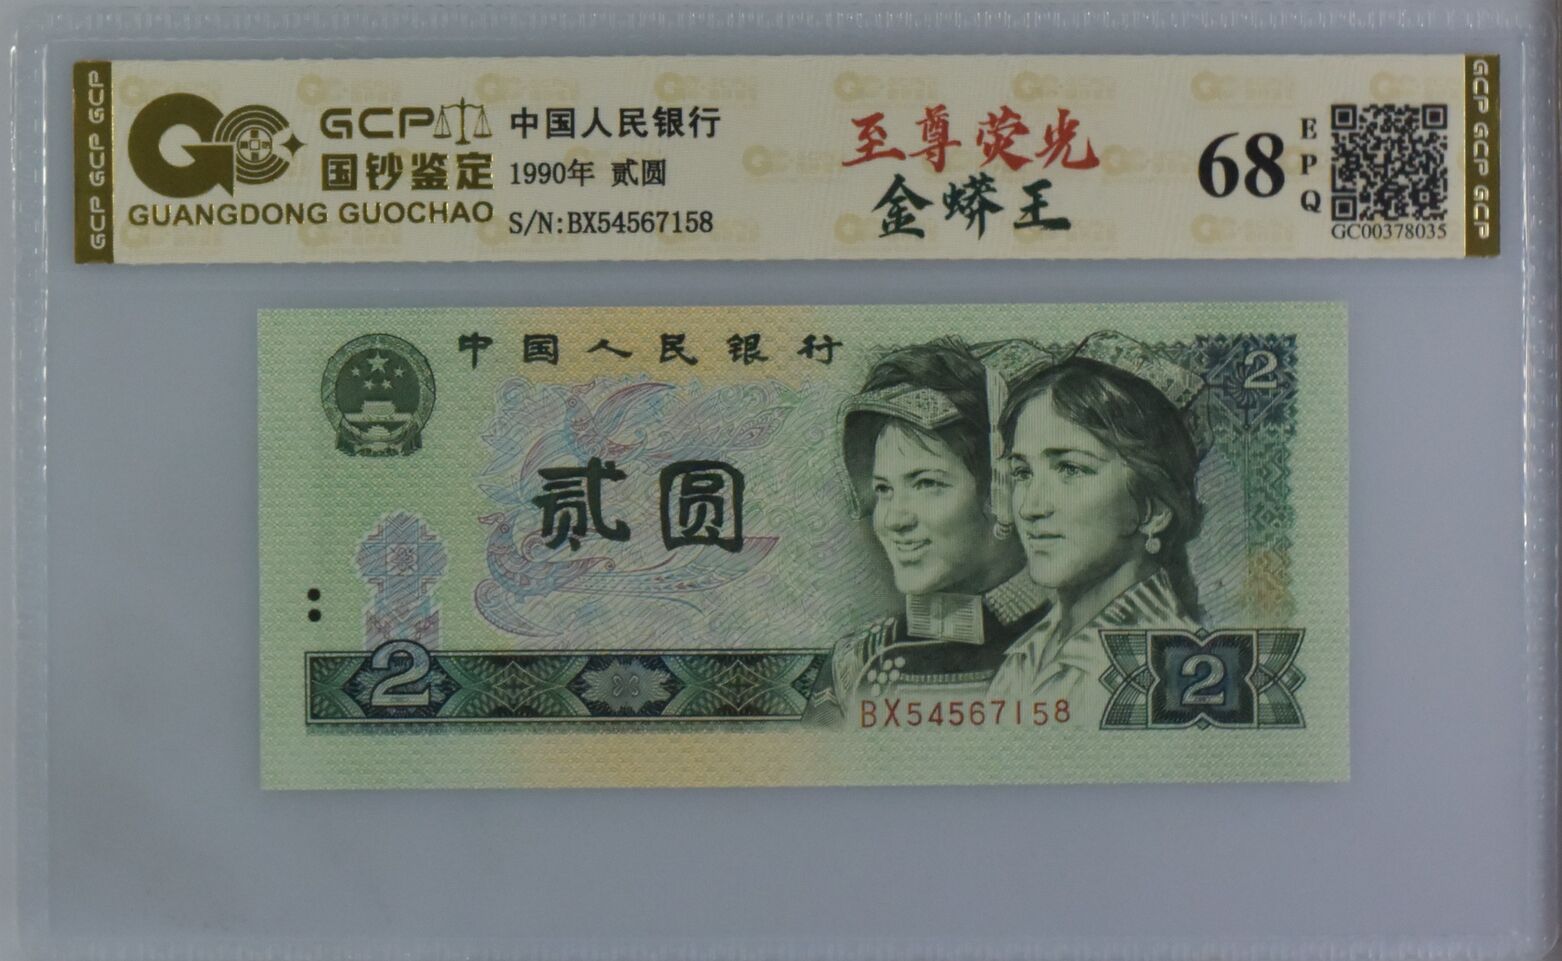 GCP GCP GCP
GCP
国钞鉴定
GUANGDONG GUOCHAO
中国人民银行
1990年 贰圆
S/N:BX54567158
至尊荧光
金蟒王
68
EPQ
GC00378035
GCP GCP GCP
中国人民银行
2
贰圆
2
2
BX54567158